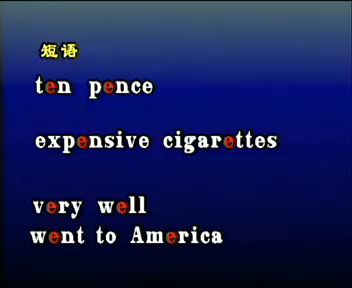 短语
ten pence
expensive cigarettes
very well
went to America